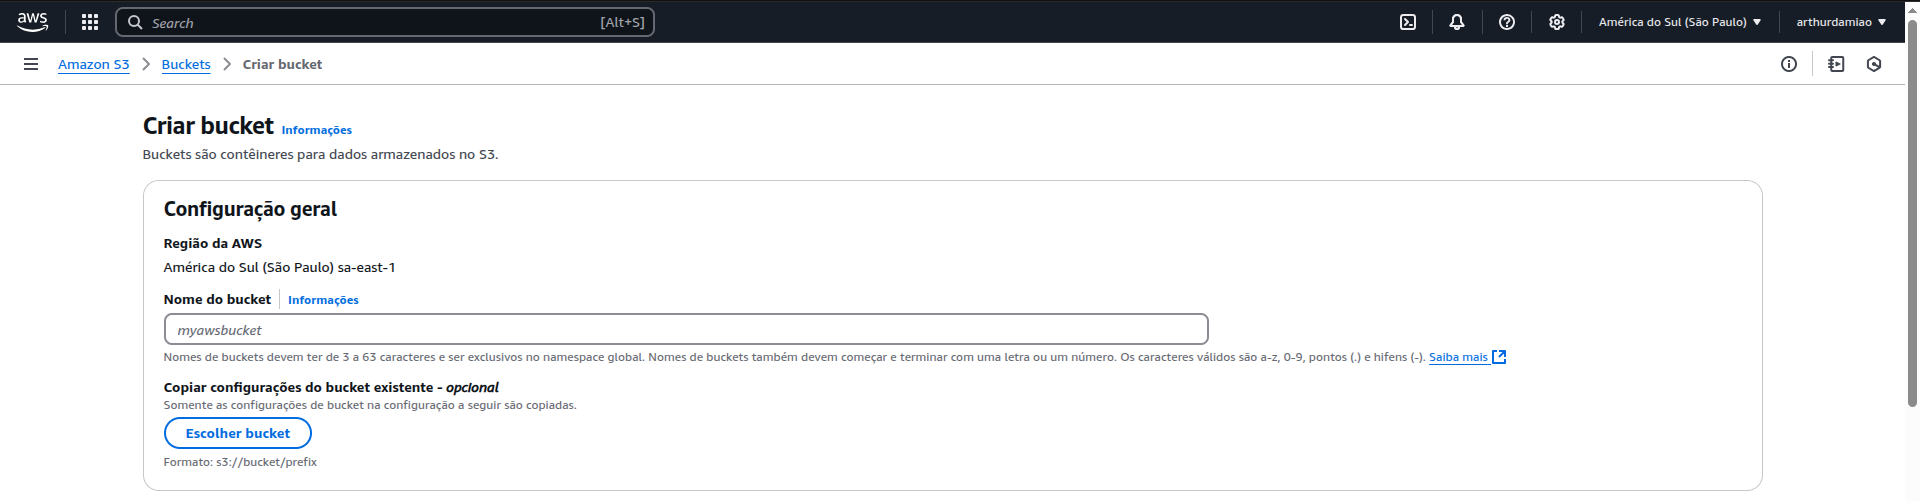 aws Search [Alt+S] América do Sul (São Paulo) arthurdamiao
Amazon S3 Buckets Criar bucket
Criar bucket Informações
Buckets são contêineres para dados armazenados no S3.
Configuração geral
Região da AWS
América do Sul (São Paulo) sa-east-1
Nome do bucket Informações
myawsbucket
Nomes de buckets devem ter de 3 a 63 caracteres e ser exclusivos no namespace global. Nomes de buckets também devem começar e terminar com uma letra ou um número. Os caracteres válidos são a-z, 0-9, pontos (.) e hifens (-). Saiba mais
Copiar configurações do bucket existente - opcional
Somente as configurações de bucket na configuração a seguir são copiadas.
Escolher bucket
Formato: s3://bucket/prefix